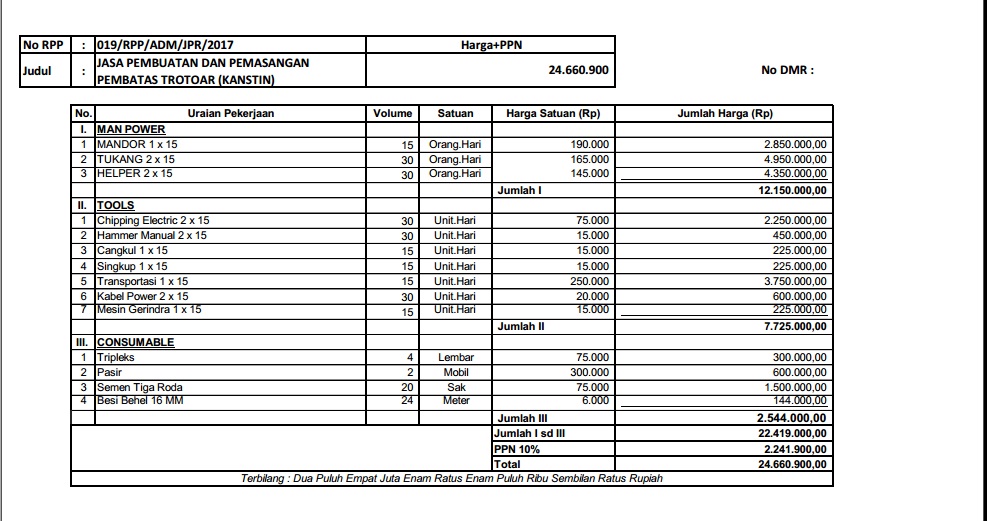 No RPP : 019/RPP/ADM/JPR/2017 Harga+PPN
Judul : JASA PEMBUATAN DAN PEMASANGAN PEMBATAS TROTOAR (KANSTIN) 24.660.900 No DMR :
No. Uraian Pekerjaan Volume Satuan Harga Satuan (Rp) Jumlah Harga (Rp)
I. MAN POWER
1 MANDOR 1 x 15 15 Orang.Hari 190.000 2.850.000,00
2 TUKANG 2 x 15 30 Orang.Hari 165.000 4.950.000,00
3 HELPER 2 x 15 30 Orang.Hari 145.000 4.350.000,00
Jumlah I 12.150.000,00
II. TOOLS
1 Chipping Electric 2 x 15 30 Unit.Hari 75.000 2.250.000,00
2 Hammer Manual 2 x 15 30 Unit.Hari 15.000 450.000,00
3 Cangkul 1 x 15 15 Unit.Hari 15.000 225.000,00
4 Singkup 1 x 15 15 Unit.Hari 15.000 225.000,00
5 Transportasi 1 x 15 15 Unit.Hari 250.000 3.750.000,00
6 Kabel Power 2 x 15 30 Unit.Hari 20.000 600.000,00
7 Mesin Gerindra 1 x 15 15 Unit.Hari 15.000 225.000,00
Jumlah II 7.725.000,00
III. CONSUMABLE
1 Tripleks 4 Lembar 75.000 300.000,00
2 Pasir 2 Mobil 300.000 600.000,00
3 Semen Tiga Roda 20 Sak 75.000 1.500.000,00
4 Besi Behel 16 MM 24 Meter 6.000 144.000,00
Jumlah III 2.544.000,00
Jumlah I sd III 22.419.000,00
PPN 10% 2.241.900,00
Total 24.660.900,00
Terbilang : Dua Puluh Empat Juta Enam Ratus Enam Puluh Ribu Sembilan Ratus Rupiah